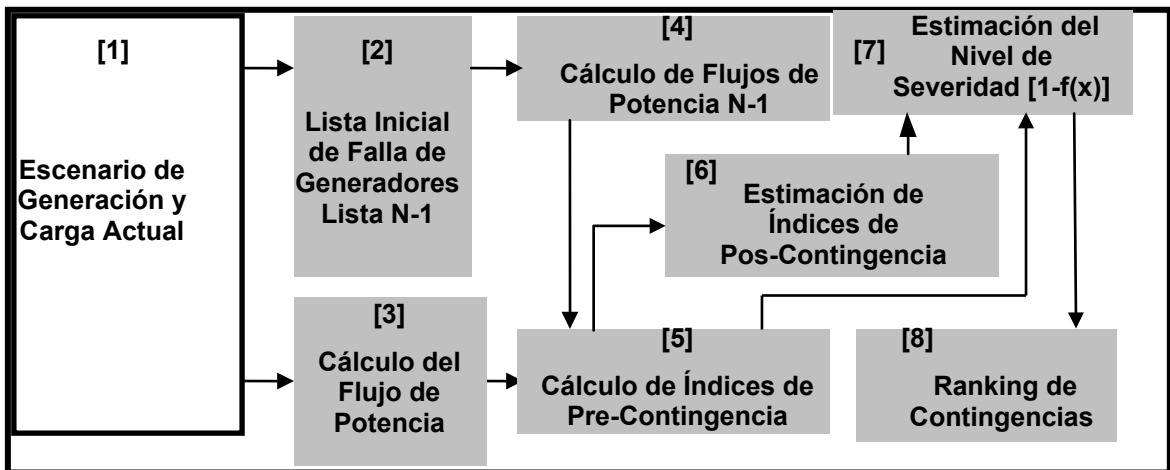 [1]
Escenario de
Generación y
Carga Actual
[2]
Lista Inicial
de Falla de
Generadores
Lista N-1
[3]
Cálculo del
Flujo de
Potencia
[4]
Cálculo de Flujos de
Potencia N-1
[5]
Cálculo de Índices de
Pre-Contingencia
[6]
Estimación de
Índices de
Pos-Contingencia
[7]
Estimación del
Nivel de
Severidad [1-f(x)]
[8]
Ranking de
Contingencias